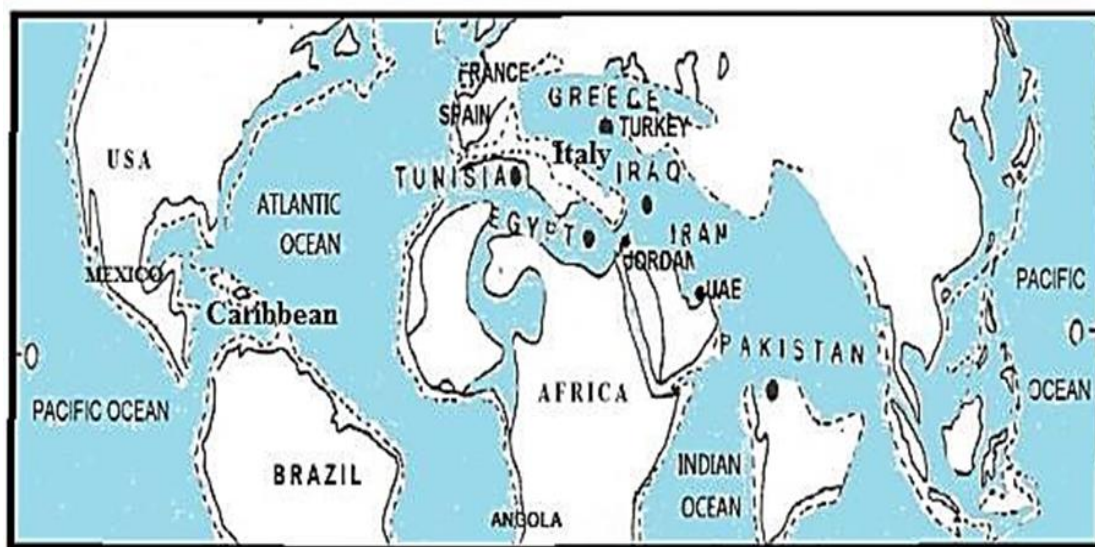 FRANCE
GREECE
SPAIN
TURKEY
USA
Italy
TUNISIA
IRAQ
ATLANTIC
OCEAN
EGYPT
IRAN
JORDAN
MEXICO
PACIFIC
UAE
Caribbean
PAKISTAN
AFRICA
OCEAN
PACIFIC OCEAN
BRAZIL
INDIAN
OCEAN
ANGOLA